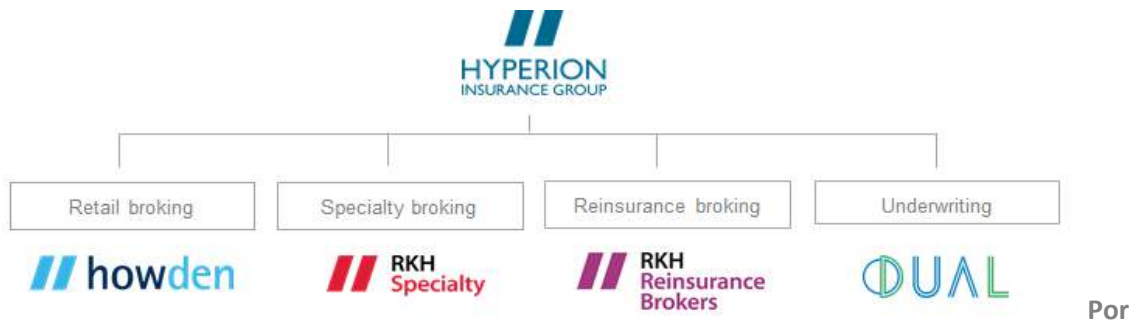 HYPERION
INSURANCE GROUP
Retail broking
Specialty broking
Reinsurance broking
Underwriting
howden
RKH
Specialty
RKH
Reinsurance
Brokers
DUAL
Por